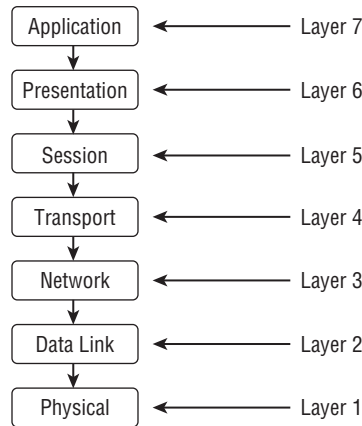 Application Layer 7
Presentation Layer 6
Session Layer 5
Transport Layer 4
Network Layer 3
Data Link Layer 2
Physical Layer 1